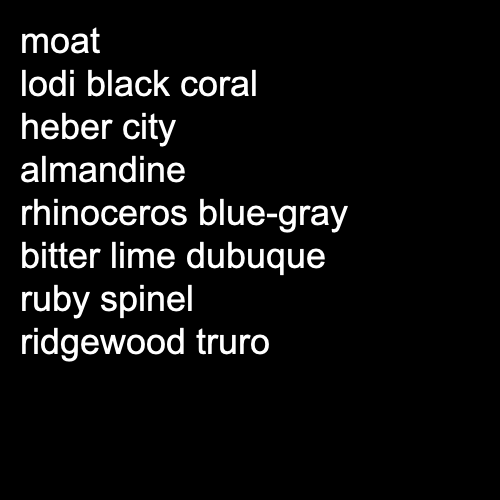 moat
lodi black coral
heber city
almandine
rhinoceros blue-gray
bitter lime dubuque
ruby spinel
ridgewood truro